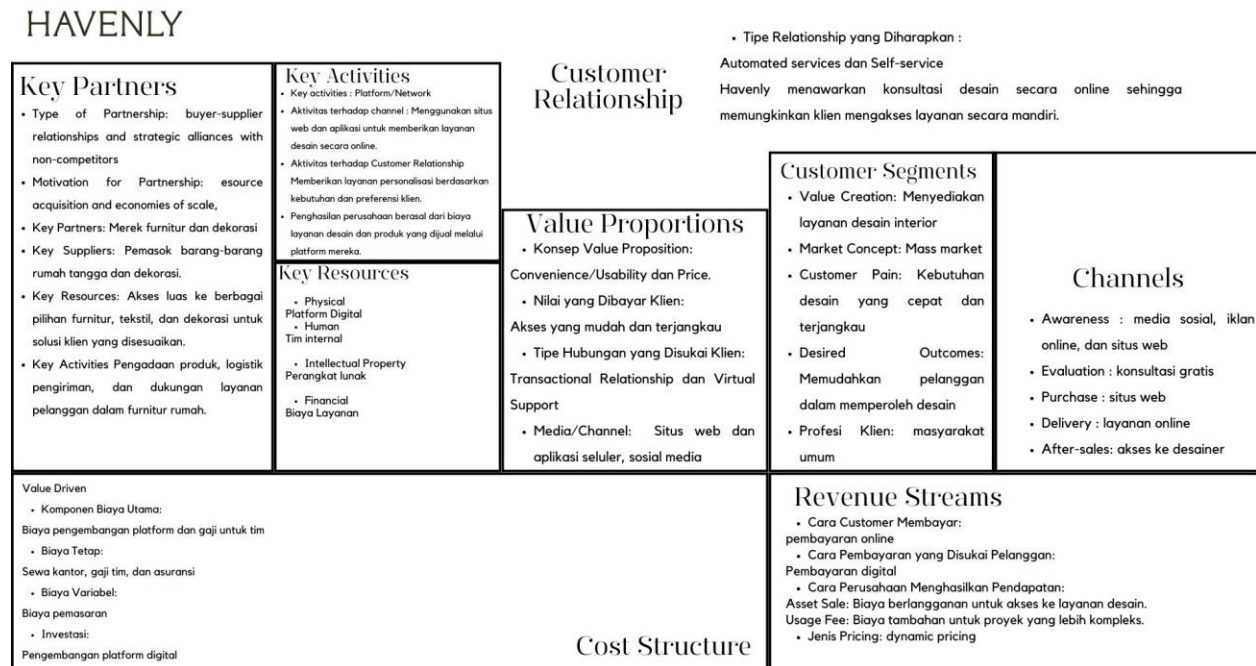 HAVENLY
Key Partners
• Type of Partnership: buyer-supplier
relationships and strategic alliances with
non-competitors
• Motivation for Partnership: esource
acquisition and economies of scale,
• Key Partners: Merek furnitur dan dekorasi
• Key Suppliers: Pemasok barang-barang
rumah tangga dan dekorasi.
• Key Resources: Akses luas ke berbagai
pilihan furnitur, tekstil, dan dekorasi untuk
solusi klien yang disesuaikan.
• Key Activities Pengadaan produk, logistik
pengiriman, dan dukungan layanan
pelanggan dalam furnitur rumah.
Key Activities
• Key activities : Platform/Network
• Aktivitas terhadap channel : Menggunakan situs
web dan aplikasi untuk memberikan layanan
desain secara online.
• Aktivitas terhadap Customer Relationship
Memberikan layanan personalisasi berdasarkan
kebutuhan dan preferensi klien.
• Penghasilan perusahaan berasal dari biaya
layanan desain dan produk yang dijual melalui
platform mereka.
Key Resources
• Physical
Platform Digital
• Human
Tim internal
• Intellectual Property
Perangkat lunak
• Financial
Biaya Layanan
Customer
Relationship
• Tipe Relationship yang Diharapkan :
Automated services dan Self-service
Havenly menawarkan konsultasi desain secara online sehingga
memungkinkan klien mengakses layanan secara mandiri.
Value Proportions
• Konsep Value Proposition:
Convenience/Usability dan Price.
• Nilai yang Dibayar Klien:
Akses yang mudah dan terjangkau
• Tipe Hubungan yang Disukai Klien:
Transactional Relationship dan Virtual
Support
• Media/Channel: Situs web dan
aplikasi seluler, sosial media
Customer Segments
• Value Creation: Menyediakan
layanan desain interior
• Market Concept: Mass market
• Customer Pain: Kebutuhan
desain yang cepat dan
terjangkau
• Desired Outcomes:
Memudahkan pelanggan
dalam memperoleh desain
• Profesi Klien: masyarakat
umum
Channels
• Awareness : media sosial, iklan
online, dan situs web
• Evaluation : konsultasi gratis
• Purchase : situs web
• Delivery : layanan online
• After-sales: akses ke desainer
Value Driven
• Komponen Biaya Utama:
Biaya pengembangan platform dan gaji untuk tim
• Biaya Tetap:
Sewa kantor, gaji tim, dan asuransi
• Biaya Variabel:
Biaya pemasaran
• Investasi:
Pengembangan platform digital
Cost Structure
Revenue Streams
• Cara Customer Membayar:
pembayaran online
• Cara Pembayaran yang Disukai Pelanggan:
Pembayaran digital
• Cara Perusahaan Menghasilkan Pendapatan:
Asset Sale: Biaya berlangganan untuk akses ke layanan desain.
Usage Fee: Biaya tambahan untuk proyek yang lebih kompleks.
• Jenis Pricing: dynamic pricing